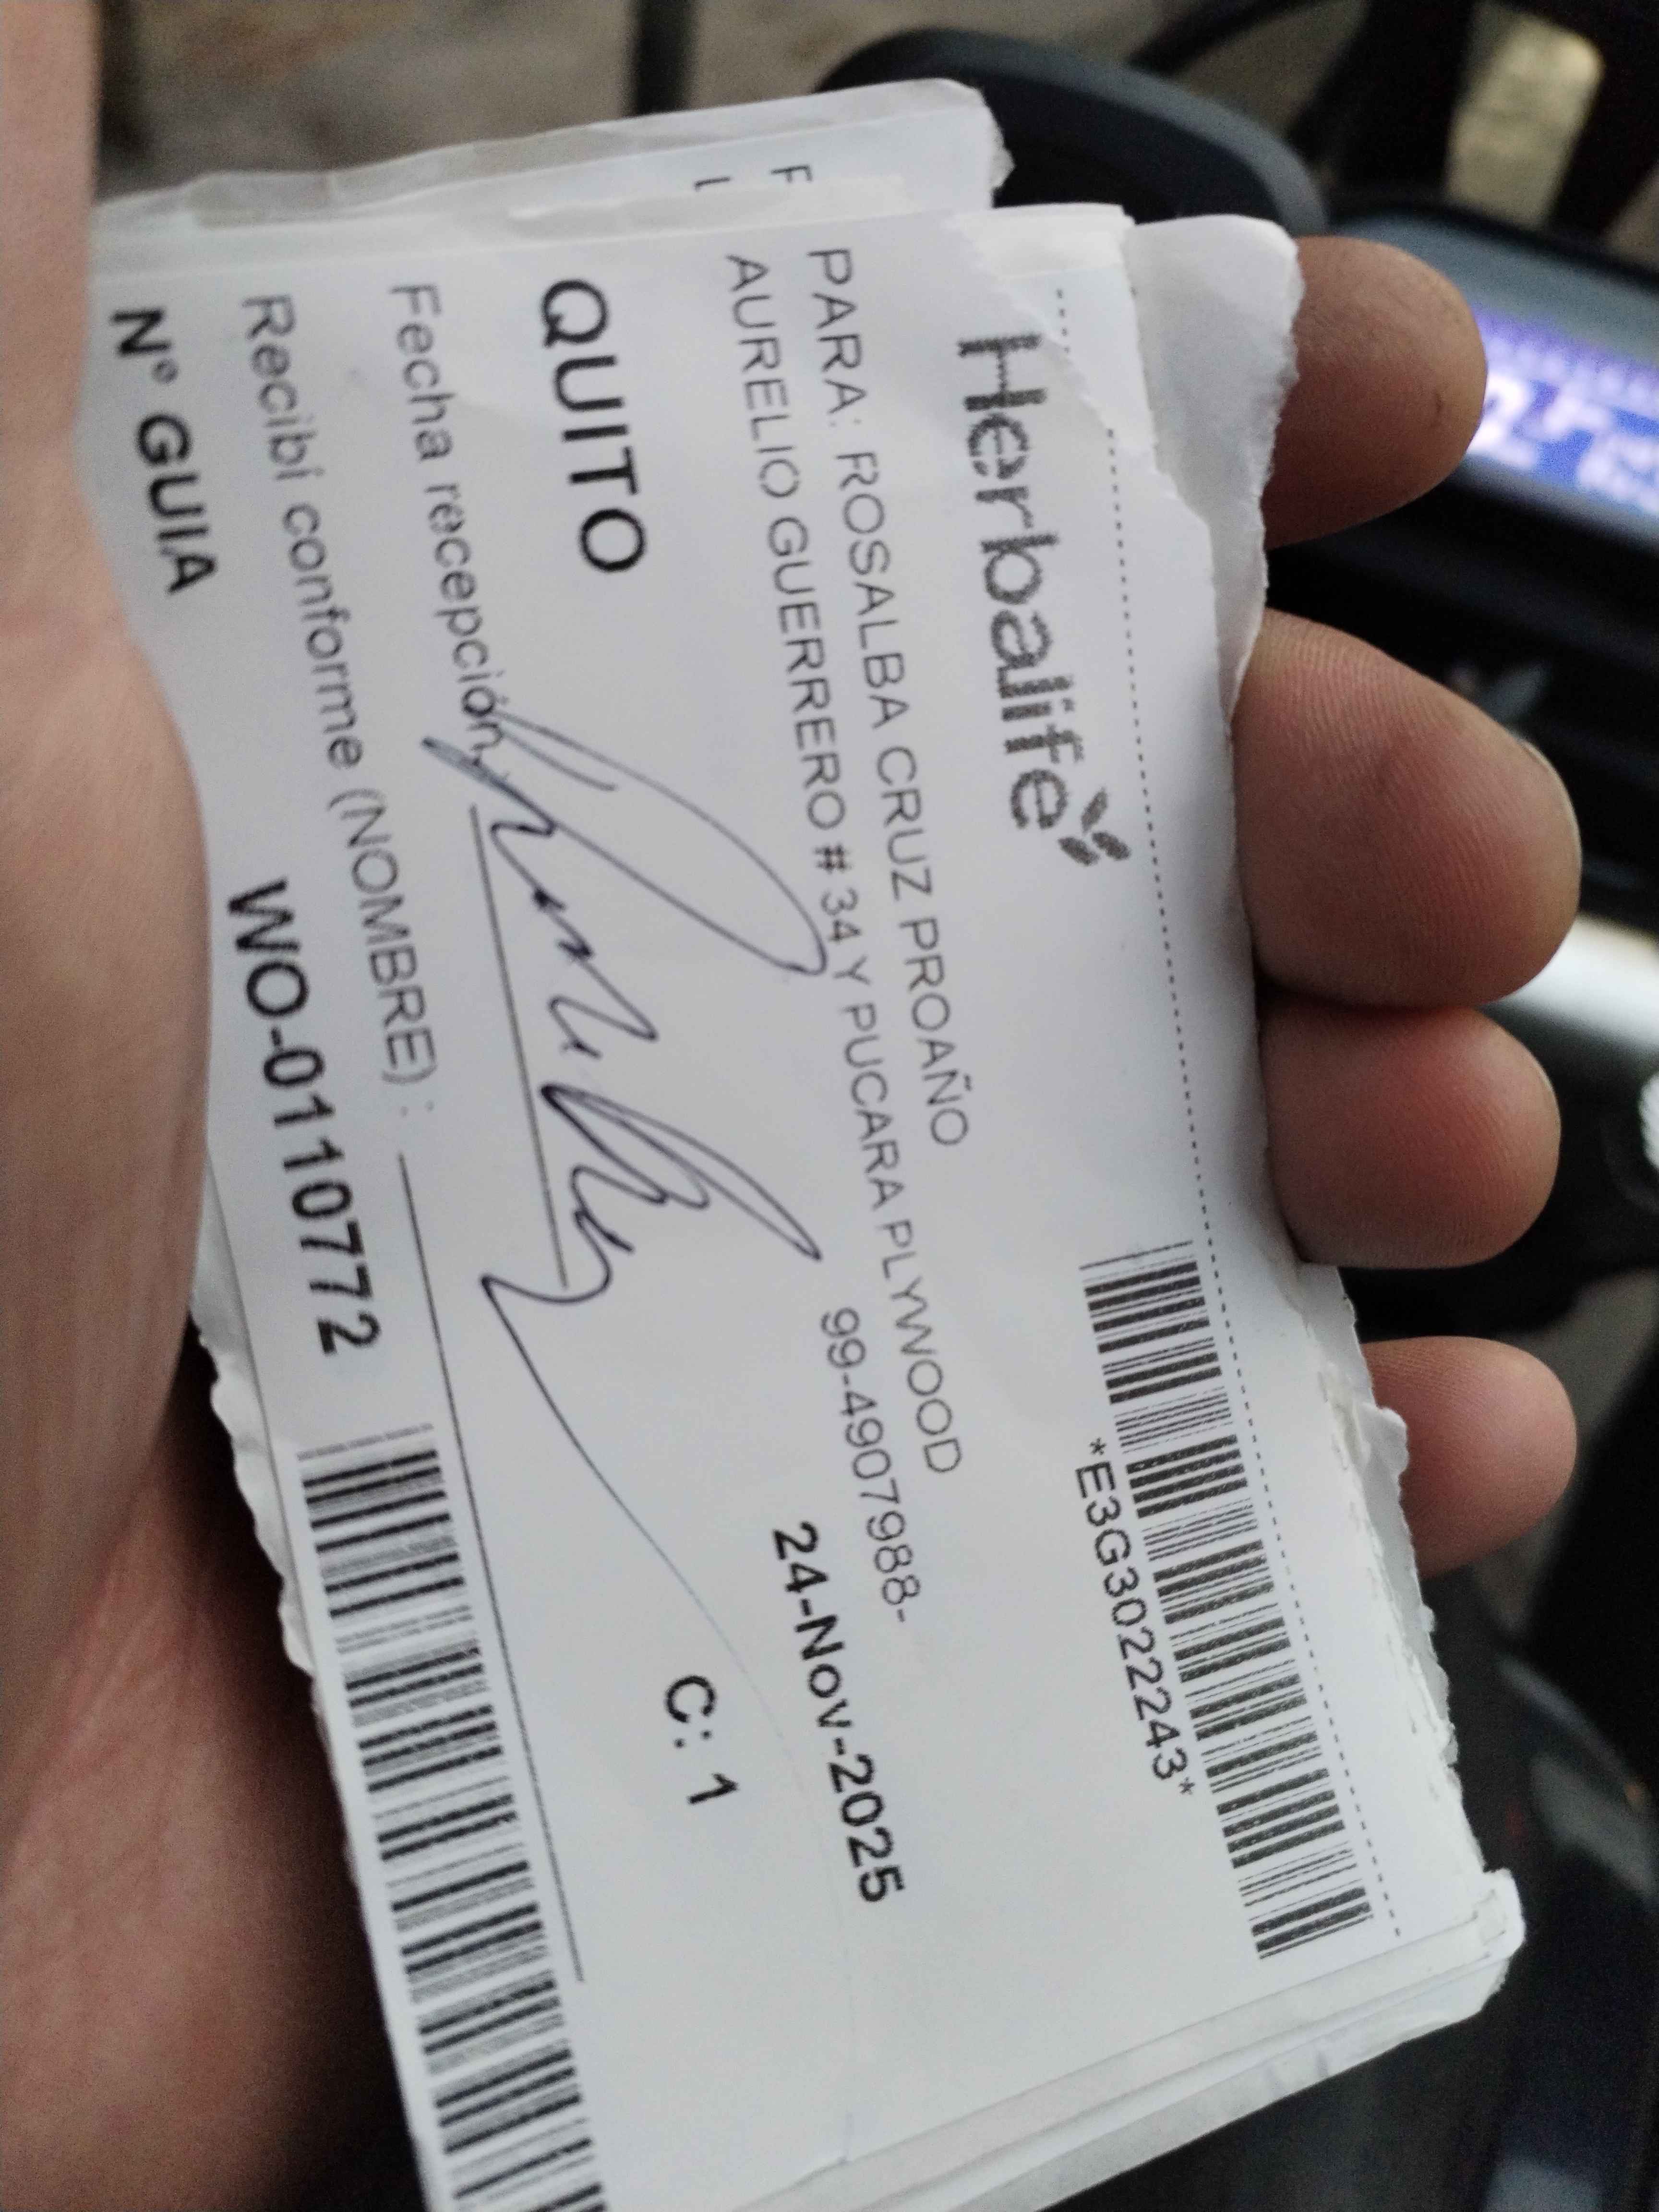 Herbalife
*E3G3022243*
PARA: ROSALBA CRUZ PROAÑO
AURELIO GUERRERO # 34 Y PUCARA PLYWOOD
99-4907988-
24-Nov-2025
QUITO
C: 1
Fecha recepción
Recibí conforme (NOMBRE) :
N° GUIA
WO-0110772